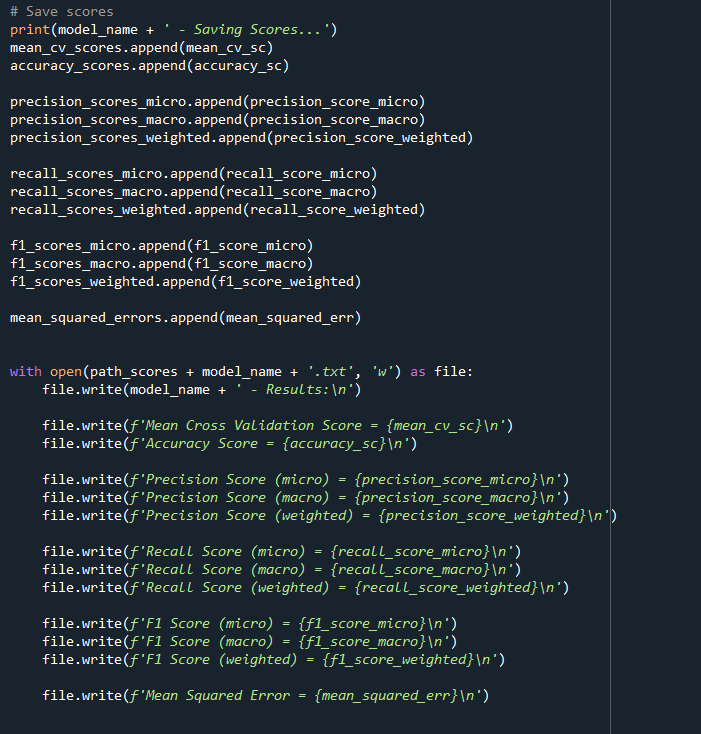 # Save scores
print(model_name + ' - Saving Scores...')
mean_cv_scores.append(mean_cv_sc)
accuracy_scores.append(accuracy_sc)
precision_scores_micro.append(precision_score_micro)
precision_scores_macro.append(precision_score_macro)
precision_scores_weighted.append(precision_score_weighted)
recall_scores_micro.append(recall_score_micro)
recall_scores_macro.append(recall_score_macro)
recall_scores_weighted.append(recall_score_weighted)
f1_scores_micro.append(f1_score_micro)
f1_scores_macro.append(f1_score_macro)
f1_scores_weighted.append(f1_score_weighted)
mean_squared_errors.append(mean_squared_err)
with open(path_scores + model_name + '.txt', 'w') as file:
    file.write(model_name + ' - Results:\n')
    file.write(f'Mean Cross Validation Score = {mean_cv_sc}\n')
    file.write(f'Accuracy Score = {accuracy_sc}\n')
    file.write(f'Precision Score (micro) = {precision_score_micro}\n')
    file.write(f'Precision Score (macro) = {precision_score_macro}\n')
    file.write(f'Precision Score (weighted) = {precision_score_weighted}\n')
    file.write(f'Recall Score (micro) = {recall_score_micro}\n')
    file.write(f'Recall Score (macro) = {recall_score_macro}\n')
    file.write(f'Recall Score (weighted) = {recall_score_weighted}\n')
    file.write(f'F1 Score (micro) = {f1_score_micro}\n')
    file.write(f'F1 Score (macro) = {f1_score_macro}\n')
    file.write(f'F1 Score (weighted) = {f1_score_weighted}\n')
    file.write(f'Mean Squared Error = {mean_squared_err}\n')